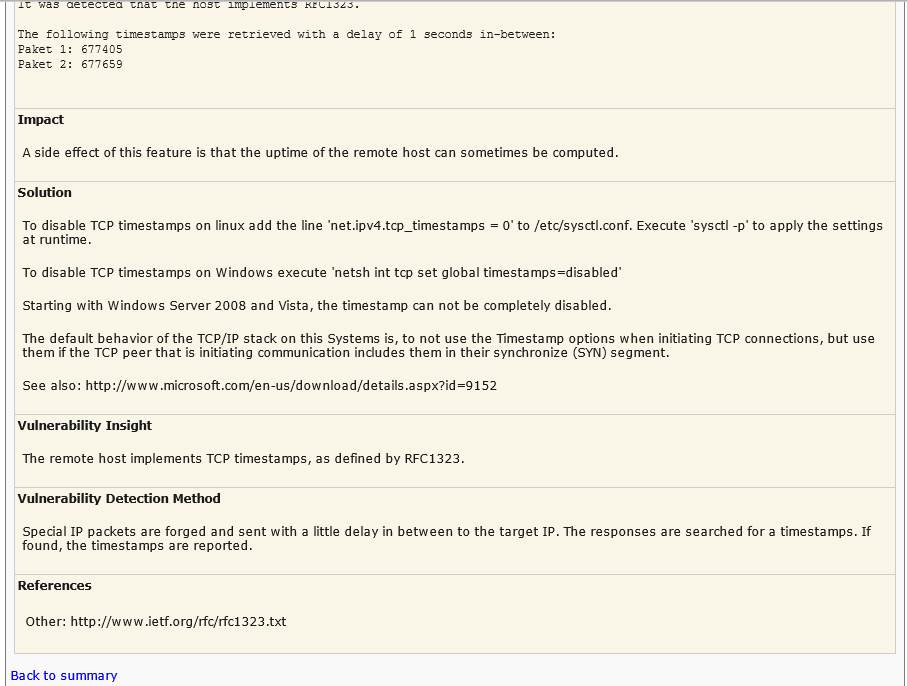 It was detected that the host implements RFC1323.
The following timestamps were retrieved with a delay of 1 seconds in-between:
Paket 1: 677405
Paket 2: 677659
Impact
A side effect of this feature is that the uptime of the remote host can sometimes be computed.
Solution
To disable TCP timestamps on linux add the line 'net.ipv4.tcp_timestamps = 0' to /etc/sysctl.conf. Execute 'sysctl -p' to apply the settings
at runtime.
To disable TCP timestamps on Windows execute 'netsh int tcp set global timestamps=disabled'
Starting with Windows Server 2008 and Vista, the timestamp can not be completely disabled.
The default behavior of the TCP/IP stack on this Systems is, to not use the Timestamp options when initiating TCP connections, but use
them if the TCP peer that is initiating communication includes them in their synchronize (SYN) segment.
See also: http://www.microsoft.com/en-us/download/details.aspx?id=9152
Vulnerability Insight
The remote host implements TCP timestamps, as defined by RFC1323.
Vulnerability Detection Method
Special IP packets are forged and sent with a little delay in between to the target IP. The responses are searched for a timestamps. If
found, the timestamps are reported.
References
Other: http://www.ietf.org/rfc/rfc1323.txt
Back to summary